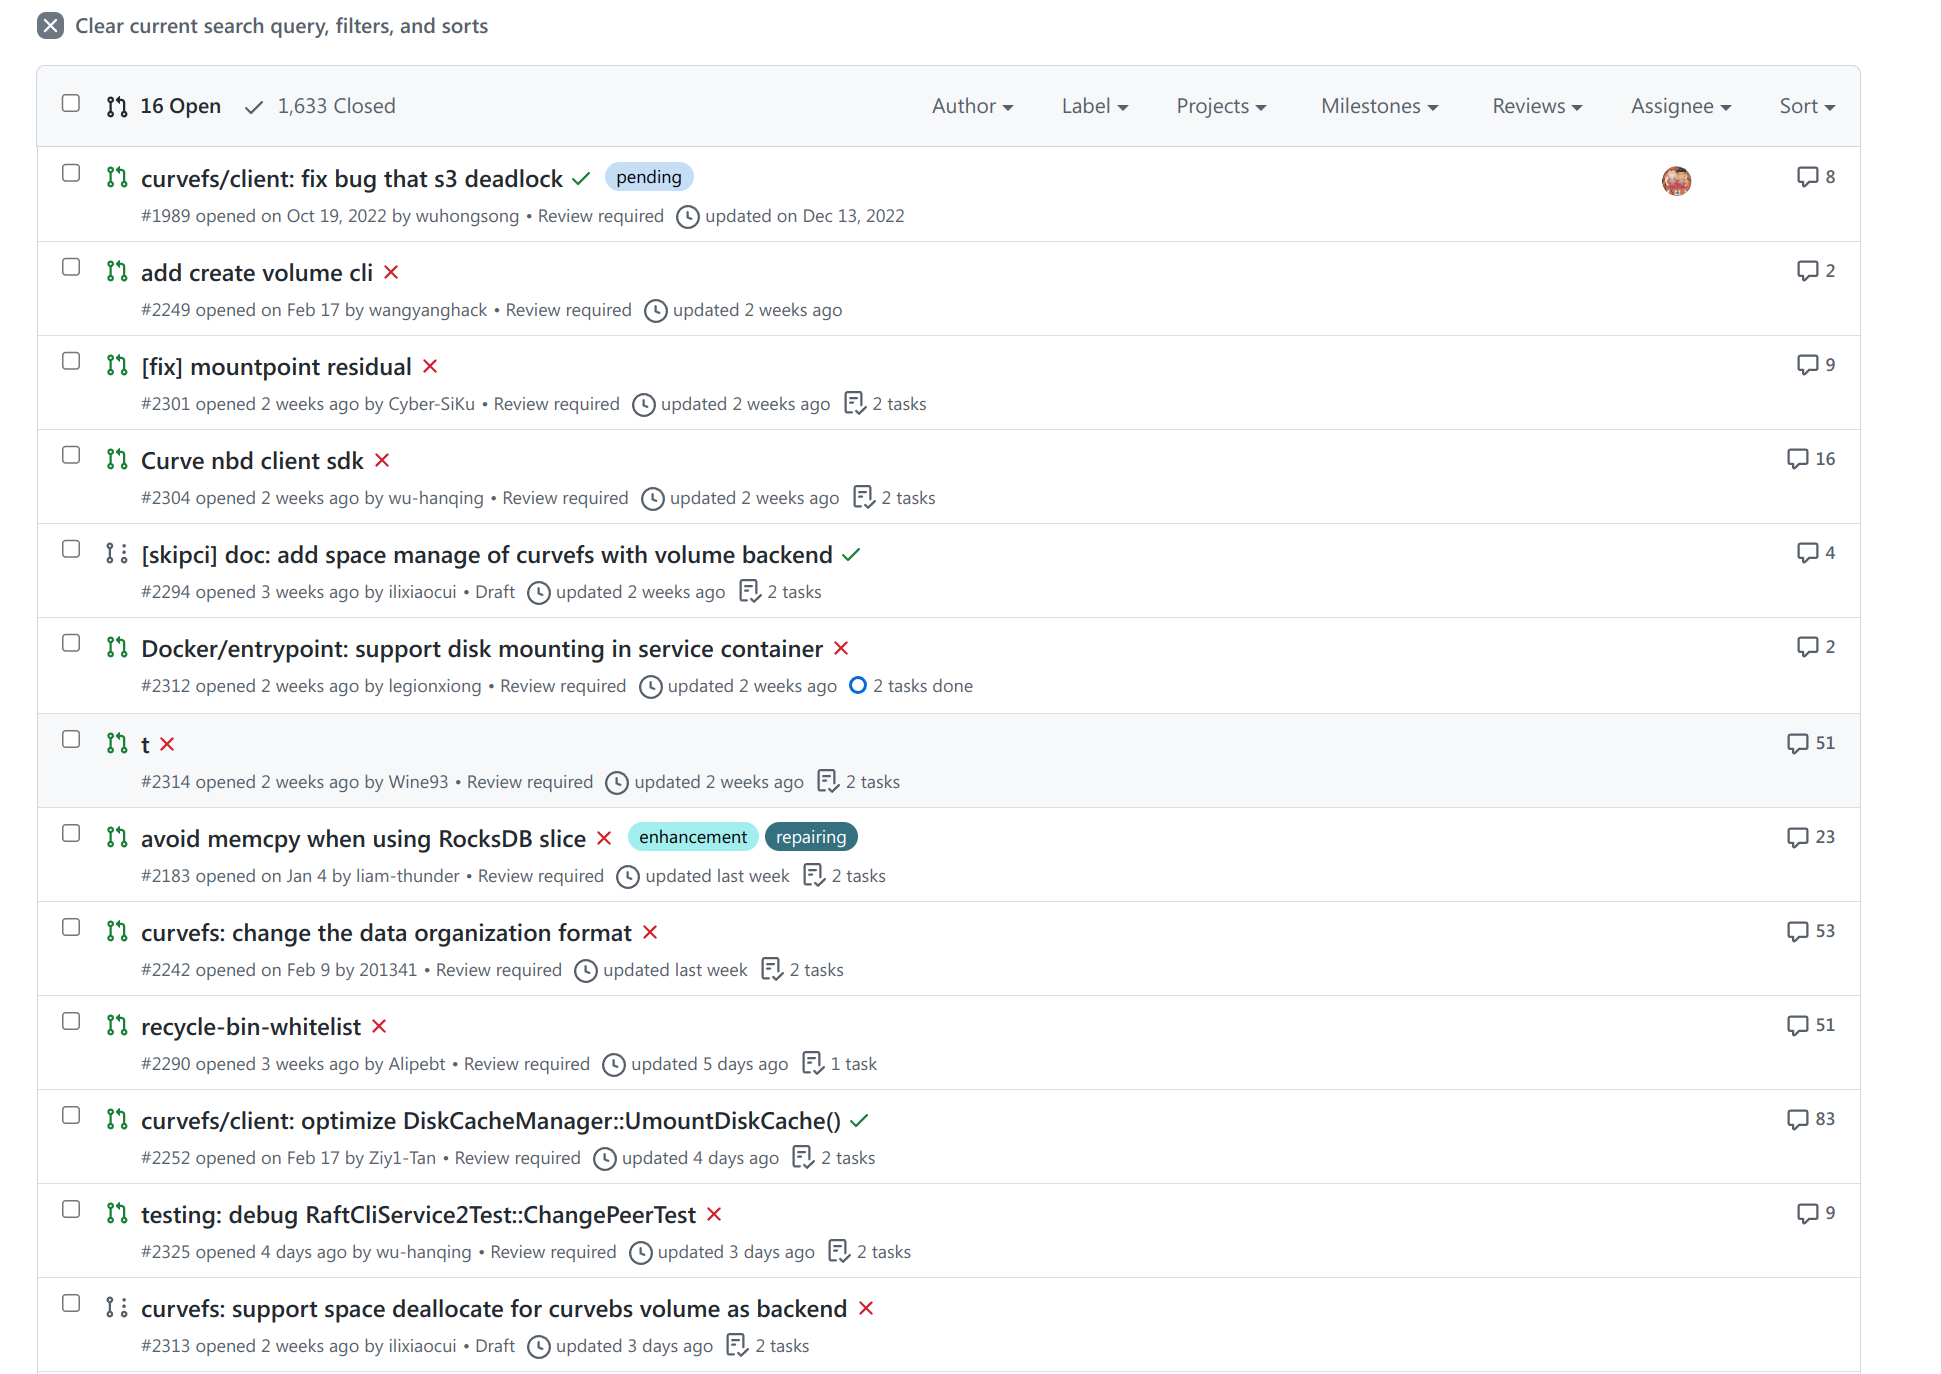 Clear current search query, filters, and sorts
16 Open 1,633 Closed Author Label Projects Milestones Reviews Assignee Sort
curvefs/client: fix bug that s3 deadlock pending 8
#1989 opened on Oct 19, 2022 by wuhongsong • Review required updated on Dec 13, 2022
add create volume cli 2
#2249 opened on Feb 17 by wangyanghack • Review required updated 2 weeks ago
[fix] mountpoint residual 9
#2301 opened 2 weeks ago by Cyber-SiKu • Review required updated 2 weeks ago 2 tasks
Curve nbd client sdk 16
#2304 opened 2 weeks ago by wu-hanqing • Review required updated 2 weeks ago 2 tasks
[skipci] doc: add space manage of curvefs with volume backend 4
#2294 opened 3 weeks ago by ilixiaocui • Draft updated 2 weeks ago 2 tasks
Docker/entrypoint: support disk mounting in service container 2
#2312 opened 2 weeks ago by legionxiong • Review required updated 2 weeks ago 2 tasks done
t 51
#2314 opened 2 weeks ago by Wine93 • Review required updated 2 weeks ago 2 tasks
avoid memcpy when using RocksDB slice enhancement repairing 23
#2183 opened on Jan 4 by liam-thunder • Review required updated last week 2 tasks
curvefs: change the data organization format 53
#2242 opened on Feb 9 by 201341 • Review required updated last week 2 tasks
recycle-bin-whitelist 51
#2290 opened 3 weeks ago by Alipebt • Review required updated 5 days ago 1 task
curvefs/client: optimize DiskCacheManager::UmountDiskCache() 83
#2252 opened on Feb 17 by Ziy1-Tan • Review required updated 4 days ago 2 tasks
testing: debug RaftCliService2Test::ChangePeerTest 9
#2325 opened 4 days ago by wu-hanqing • Review required updated 3 days ago 2 tasks
curvefs: support space deallocate for curvebs volume as backend
#2313 opened 2 weeks ago by ilixiaocui • Draft updated 3 days ago 2 tasks